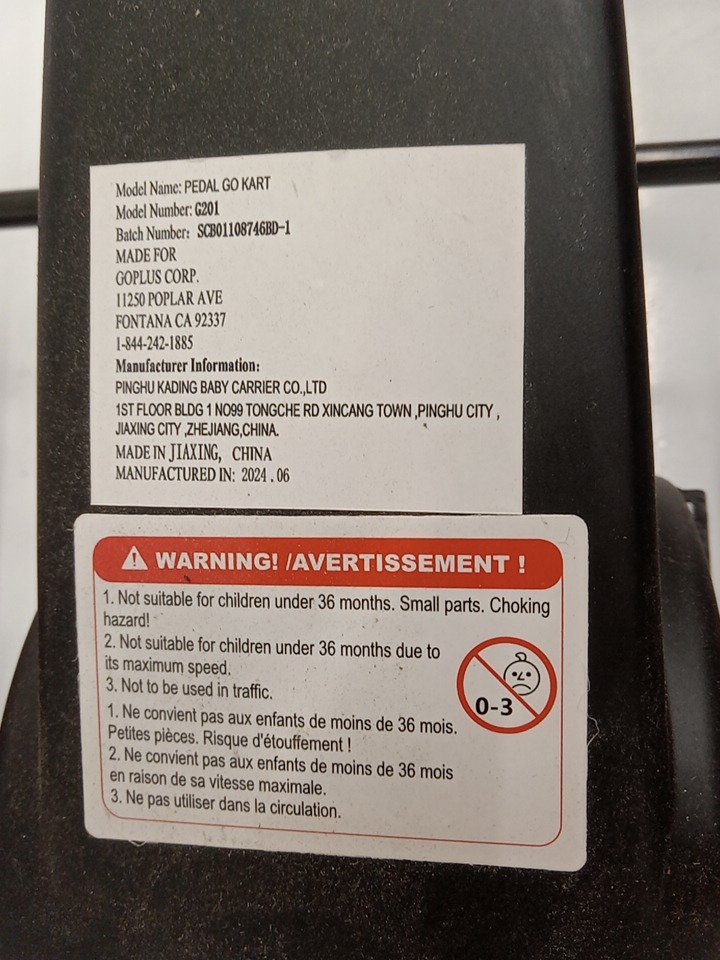 Model Name: PEDAL GO KART
Model Number: G201
Batch Number: SCB01108746BD-1
MADE FOR
GOPLUS CORP.
11250 POPLAR AVE
FONTANA CA 92337
1-844-242-1885
Manufacturer Information:
PINGHU KADING BABY CARRIER CO.,LTD
1ST FLOOR BLDG 1 NO99 TONGCHE RD XINCANG TOWN ,PINGHU CITY ,
JIAXING CITY ,ZHEJIANG,CHINA.
MADE IN JIAXING, CHINA
MANUFACTURED IN: 2024 . 06
WARNING! /AVERTISSEMENT !
1. Not suitable for children under 36 months. Small parts. Choking
hazard!
2. Not suitable for children under 36 months due to
its maximum speed.
3. Not to be used in traffic.
0-3
1. Ne convient pas aux enfants de moins de 36 mois.
Petites pièces. Risque d'étouffement !
2. Ne convient pas aux enfants de moins de 36 mois
en raison de sa vitesse maximale.
3. Ne pas utiliser dans la circulation.